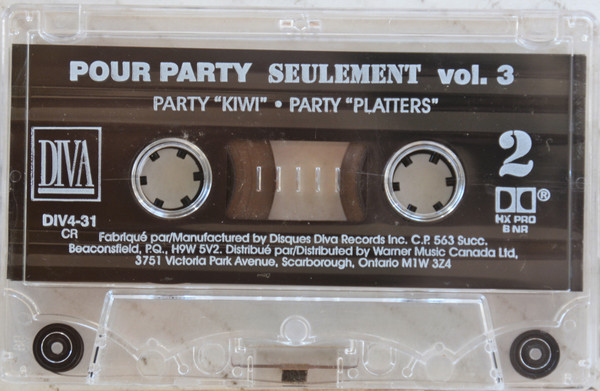 POUR PARTY SEULEMENT vol. 3
PARTY "KIWI" • PARTY "PLATTERS"
DIVA
2
DIV4-31
CR
HX PRO
B NR
Fabriqué par/Manufactured by Disques Diva Records Inc. C.P. 563 Succ.
Beaconsfield, P.Q., H9W 5V2. Distribué par/Distributed by Warner Music Canada Ltd,
3751 Victoria Park Avenue, Scarborough, Ontario M1W 3Z4